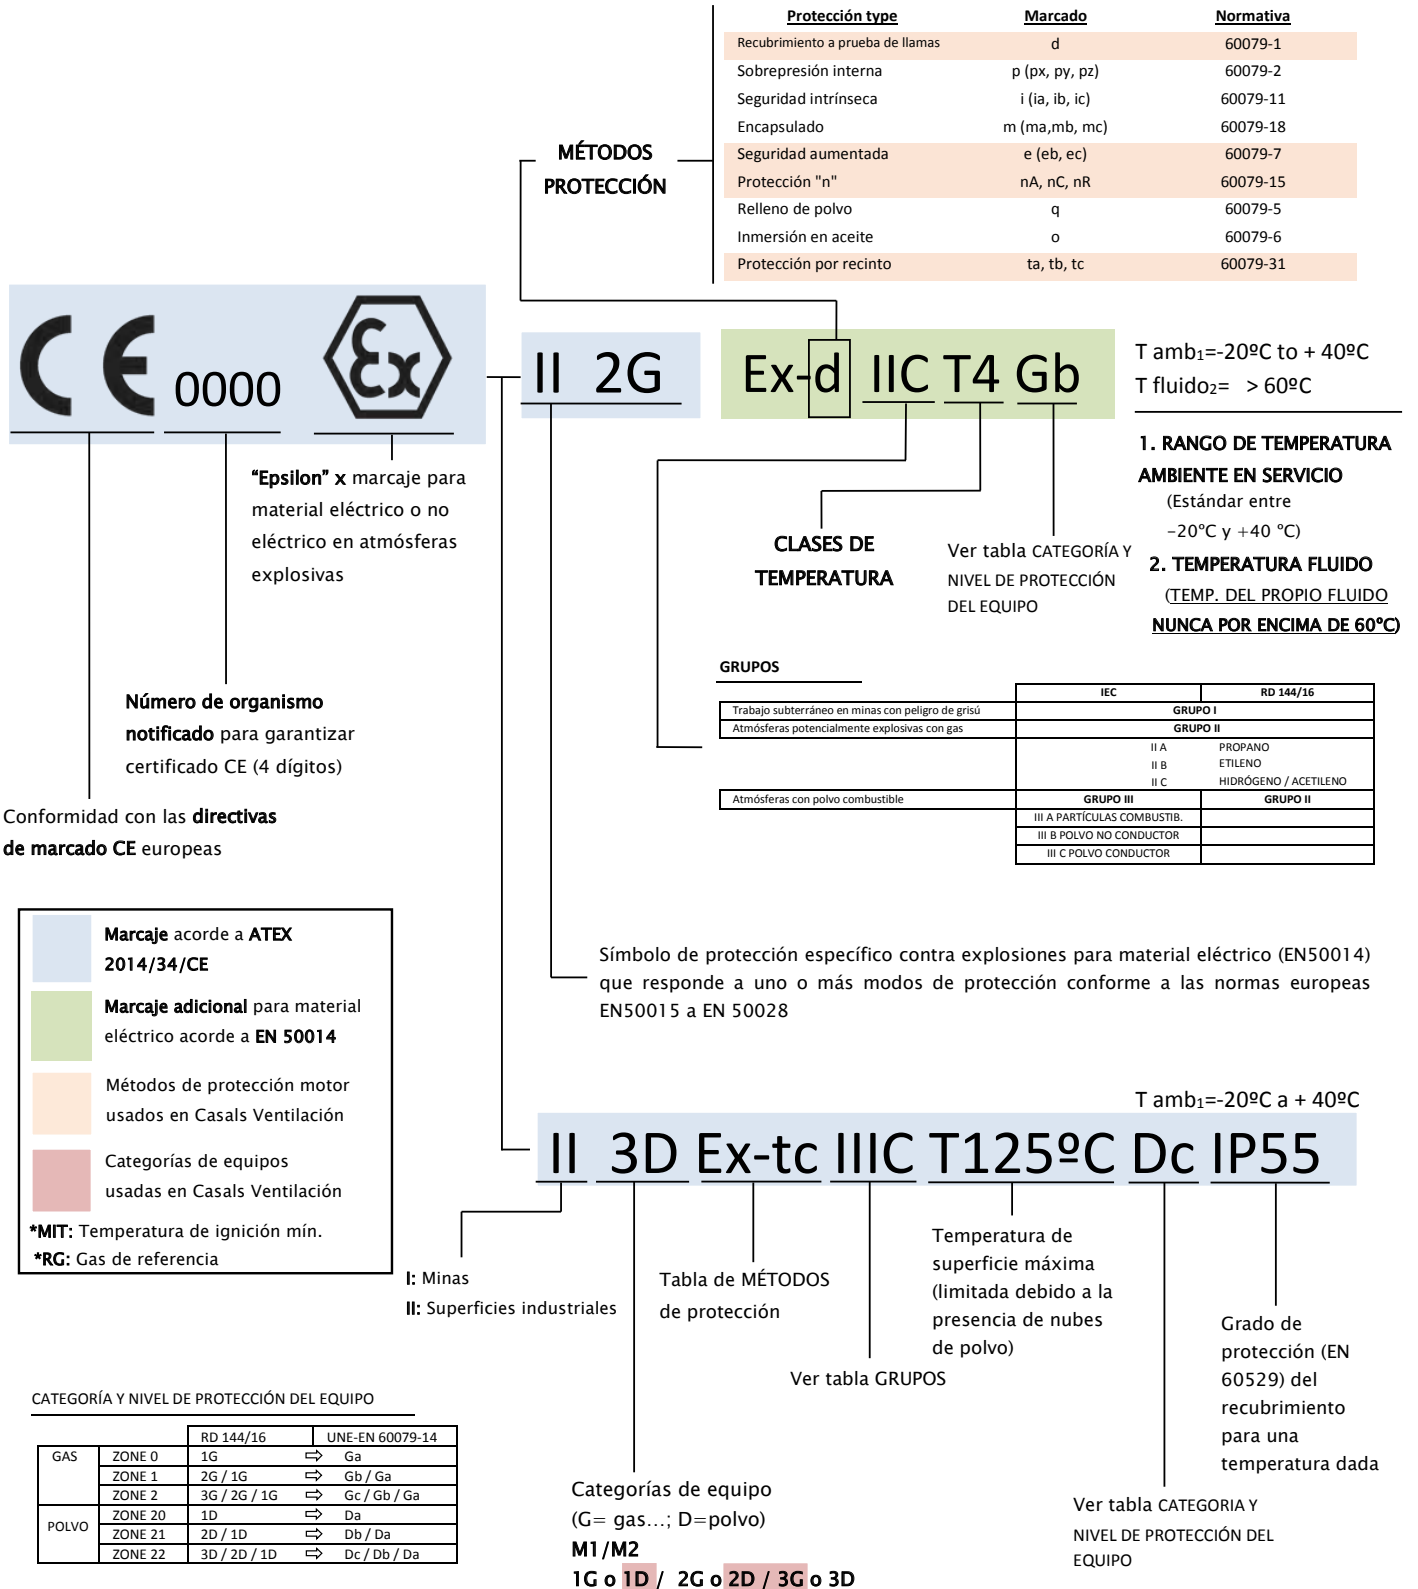 Protección type Marcado Normativa
Recubrimiento a prueba de llamas d 60079-1
Sobrepresión interna p (px, py, pz) 60079-2
Seguridad intrínseca i (ia, ib, ic) 60079-11
Encapsulado m (ma,mb, mc) 60079-18
Seguridad aumentada e (eb, ec) 60079-7
Protección "n" nA, nC, nR 60079-15
Relleno de polvo q 60079-5
Inmersión en aceite o 60079-6
Protección por recinto ta, tb, tc 60079-31
MÉTODOS
PROTECCIÓN
CE 0000 Ex II 2G Ex-d IIC T4 Gb
T amb1=-20ºC to + 40ºC
T fluido2= > 60ºC
1. RANGO DE TEMPERATURA
AMBIENTE EN SERVICIO
(Estándar entre
-20ºC y +40 ºC)
2. TEMPERATURA FLUIDO
(TEMP. DEL PROPIO FLUIDO
NUNCA POR ENCIMA DE 60ºC)
“Epsilon” x marcaje para
material eléctrico o no
eléctrico en atmósferas
explosivas
CLASES DE
TEMPERATURA
Ver tabla CATEGORÍA Y
NIVEL DE PROTECCIÓN
DEL EQUIPO
Número de organismo
notificado para garantizar
certificado CE (4 dígitos)
Conformidad con las directivas
de marcado CE europeas
GRUPOS
IEC RD 144/16
Trabajo subterráneo en minas con peligro de grisú GRUPO I
Atmósferas potencialmente explosivas con gas GRUPO II
II A PROPANO
II B ETILENO
II C HIDRÓGENO / ACETILENO
Atmósferas con polvo combustible GRUPO III GRUPO II
III A PARTÍCULAS COMBUSTIB.
III B POLVO NO CONDUCTOR
III C POLVO CONDUCTOR
Marcaje acorde a ATEX
2014/34/CE
Marcaje adicional para material
eléctrico acorde a EN 50014
Métodos de protección motor
usados en Casals Ventilación
Categorías de equipos
usadas en Casals Ventilación
*MIT: Temperatura de ignición mín.
*RG: Gas de referencia
Símbolo de protección específico contra explosiones para material eléctrico (EN50014)
que responde a uno o más modos de protección conforme a las normas europeas
EN50015 a EN 50028
T amb1=-20ºC a + 40ºC
II 3D Ex-tc IIIC T125ºC Dc IP55
I: Minas
II: Superficies industriales
Tabla de MÉTODOS
de protección
Ver tabla GRUPOS
Temperatura de
superficie máxima
(limitada debido a la
presencia de nubes
de polvo)
Grado de
protección (EN
60529) del
recubrimiento
para una
temperatura dada
Categorías de equipo
(G= gas...; D=polvo)
M1/M2
1G o 1D / 2G o 2D / 3G o 3D
Ver tabla CATEGORIA Y
NIVEL DE PROTECCIÓN DEL
EQUIPO
CATEGORÍA Y NIVEL DE PROTECCIÓN DEL EQUIPO
RD 144/16 UNE-EN 60079-14
GAS ZONE 0 1G ⇨ Ga
ZONE 1 2G / 1G ⇨ Gb / Ga
ZONE 2 3G / 2G / 1G ⇨ Gc / Gb / Ga
POLVO ZONE 20 1D Da
ZONE 21 2D / 1D ⇨ Db / Da
ZONE 22 3D / 2D / 1D ⇨ Dc / Db / Da